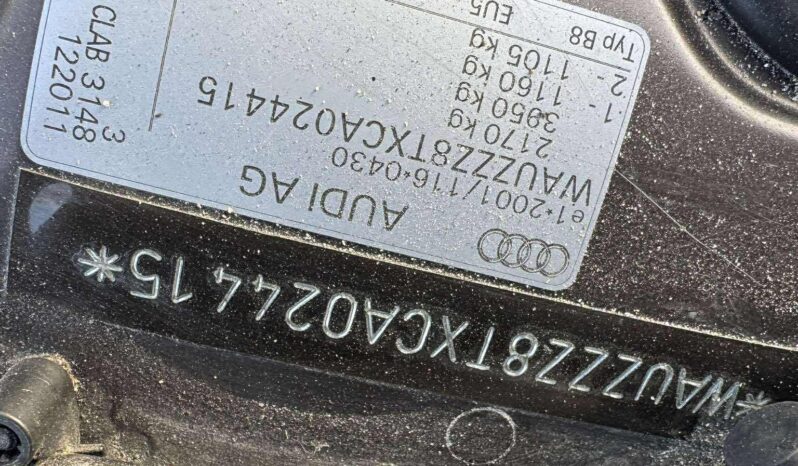 AUDI AG
e1*2001/116*0430
WAUZZZ8TXCA024415
2170 kg
3950 kg
1- 1160 kg
2- 1105 kg
Typ B8 EU5
3
CLAB 3148
122011
*WAUZZZ8TXCA024415*